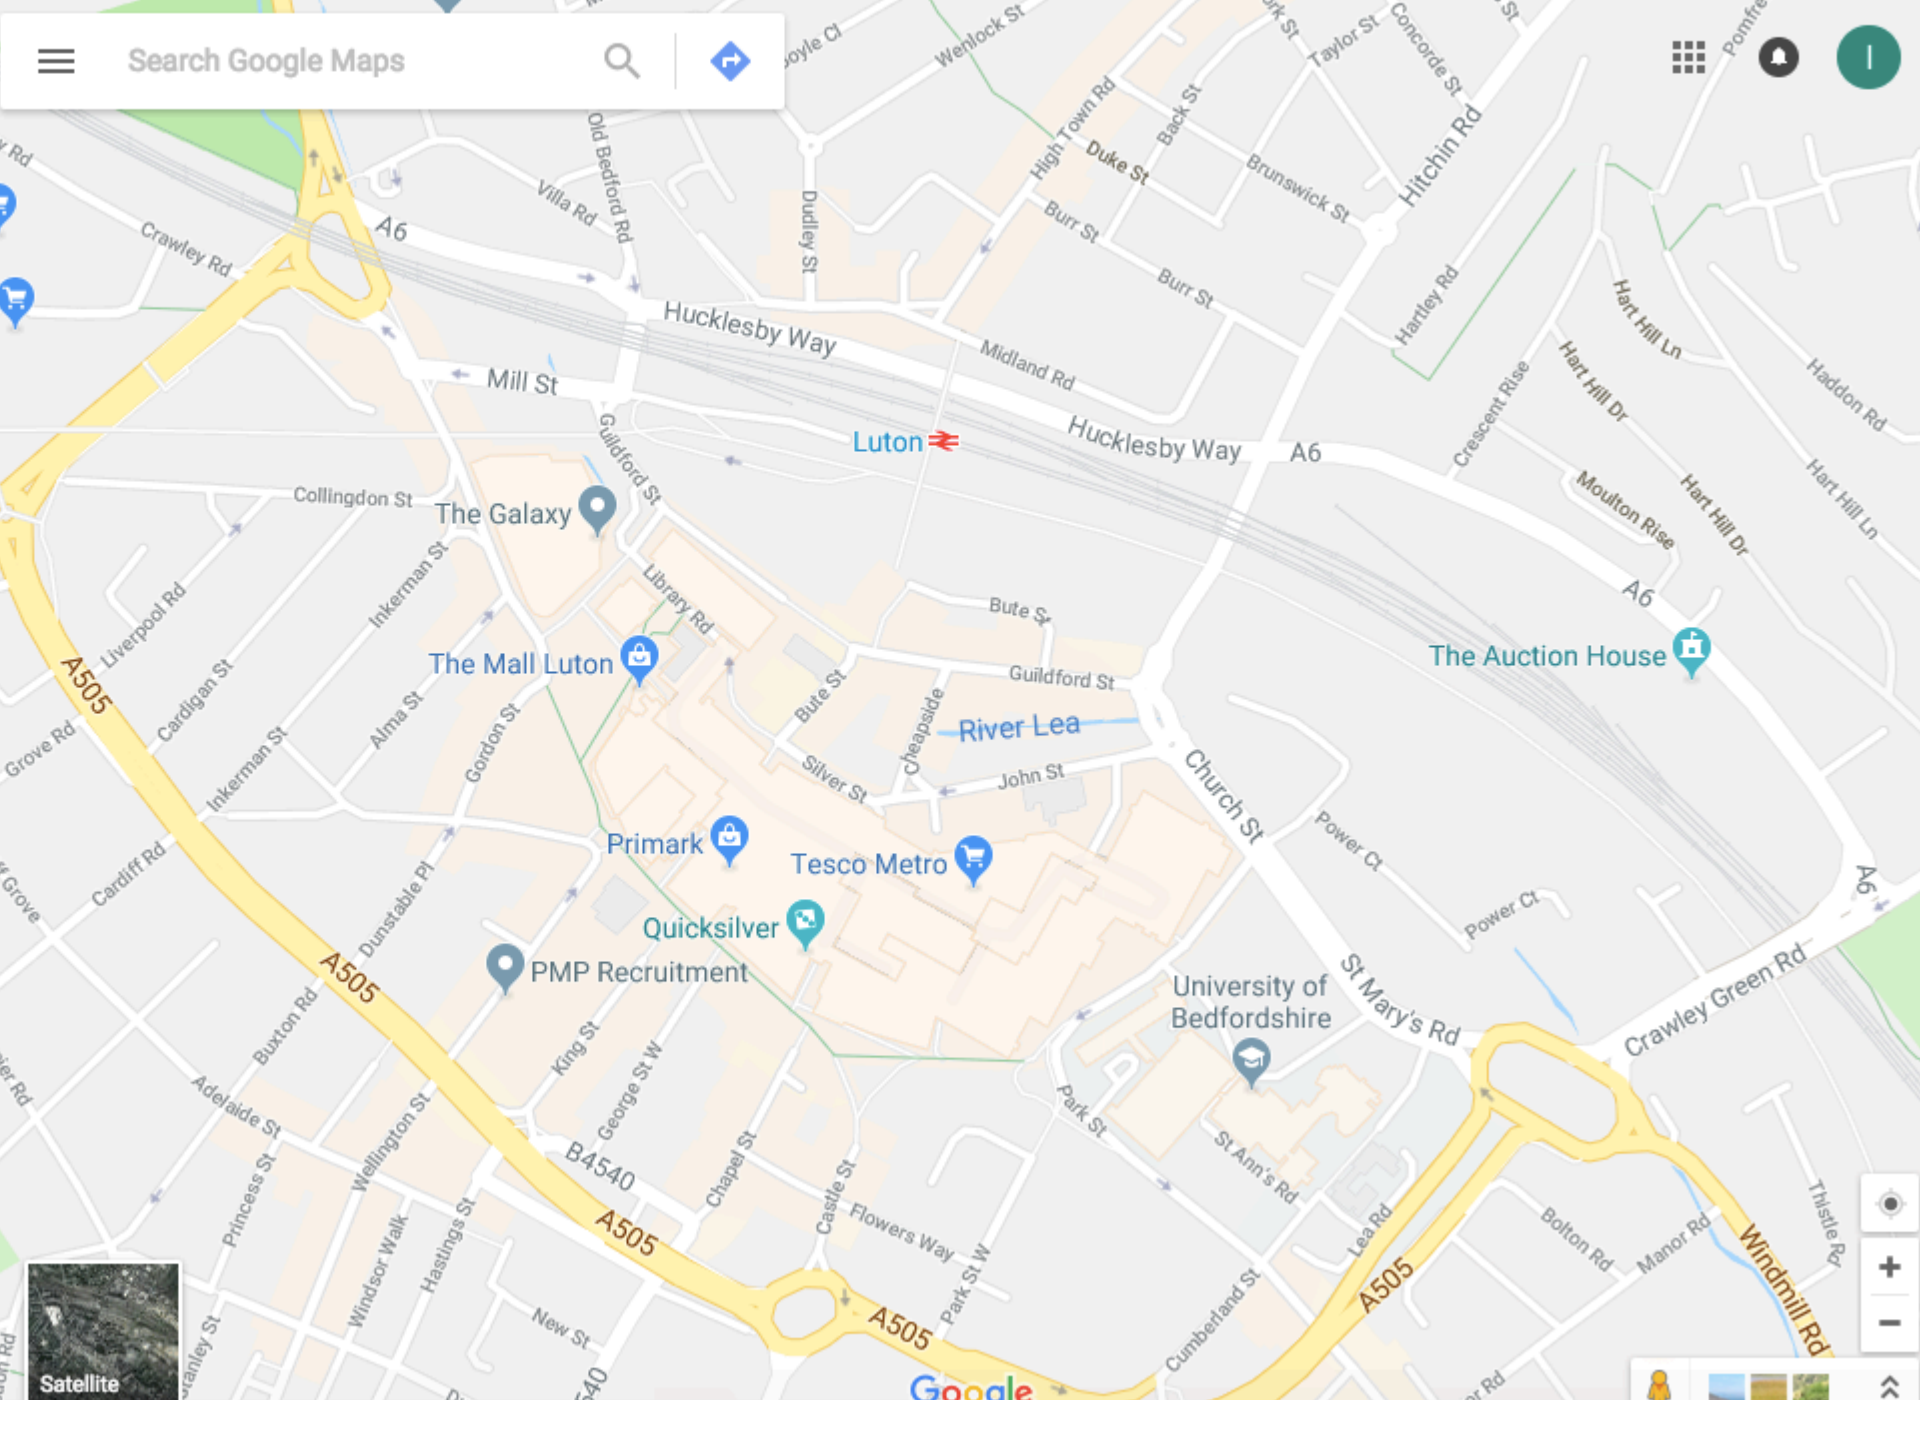 Search Google Maps
Wenlock St
Taylor St
Concorde St
Old Bedford Rd
High Town Rd
Back St
Duke St
Hitchin Rd
Brunswick St
Villa Rd
Dudley St
A6
Burr St
Crawley Rd
Burr St
Hartley Rd
Hart Hill Ln
Hucklesby Way
Midland Rd
Hart Hill Dr
Haddon Rd
Mill St
Crescent Rise
Luton
Hucklesby Way
A6
Guildford St
Collingdon St
The Galaxy
Moulton Rise
Hart Hill Dr
Hart Hill Ln
Inkerman St
Library Rd
Liverpool Rd
Bute St
A6
The Mall Luton
The Auction House
A505
Cardigan St
Alma St
Gordon St
Guildford St
Bute St
Cheapside
River Lea
Grove Rd
Inkerman St
Silver St
John St
Church St
Primark
Tesco Metro
Power Ct
Cardiff Rd
A6
Dunstable Pl
Quicksilver
Power Ct
PMP Recruitment
A505
University of
Bedfordshire
St Mary's Rd
Crawley Green Rd
Buxton Rd
King St
George St W
Adelaide St
Wellington St
Park St
B4540
Chapel St
St Ann's Rd
Princess St
Castle St
Flowers Way
Windsor Walk
Hastings St
A505
Lea Rd
Bolton Rd
Manor Rd
Thistle Rd
Park St W
Cumberland St
A505
Windmill Rd
New St
A505
Stanley St
Satellite
Google